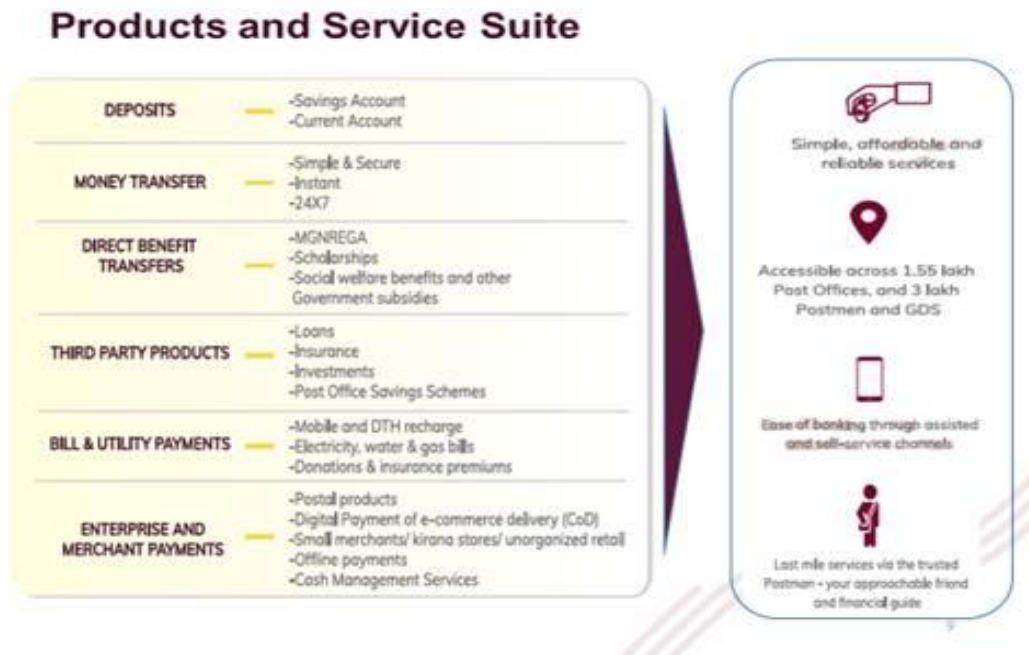 Products and Service Suite
DEPOSITS
-Savings Account
-Current Account
MONEY TRANSFER
-Simple & Secure
-Instant
-24X7
DIRECT BENEFIT
TRANSFERS
-MGNREGA
-Scholarships
-Social welfare benefits and other
Government subsidies
THIRD PARTY PRODUCTS
-Loans
-Insurance
-Investments
-Post Office Savings Schemes
BILL & UTILITY PAYMENTS
-Mobile and DTH recharge
-Electricity, water & gas bills
-Donations & insurance premiums
ENTERPRISE AND
MERCHANT PAYMENTS
-Postal products
-Digital Payment of e-commerce delivery (CoD)
-Small merchants/ kirana stores/ unorganized retail
-Offline payments
-Cash Management Services
Simple, affordable and
reliable services
Accessible across 1.55 lakh
Post Offices, and 3 lakh
Postmen and GDS
Ease of banking through assisted
and self-service channels
Last mile services via the trusted
Postman - your approachable friend
and financial guide
9